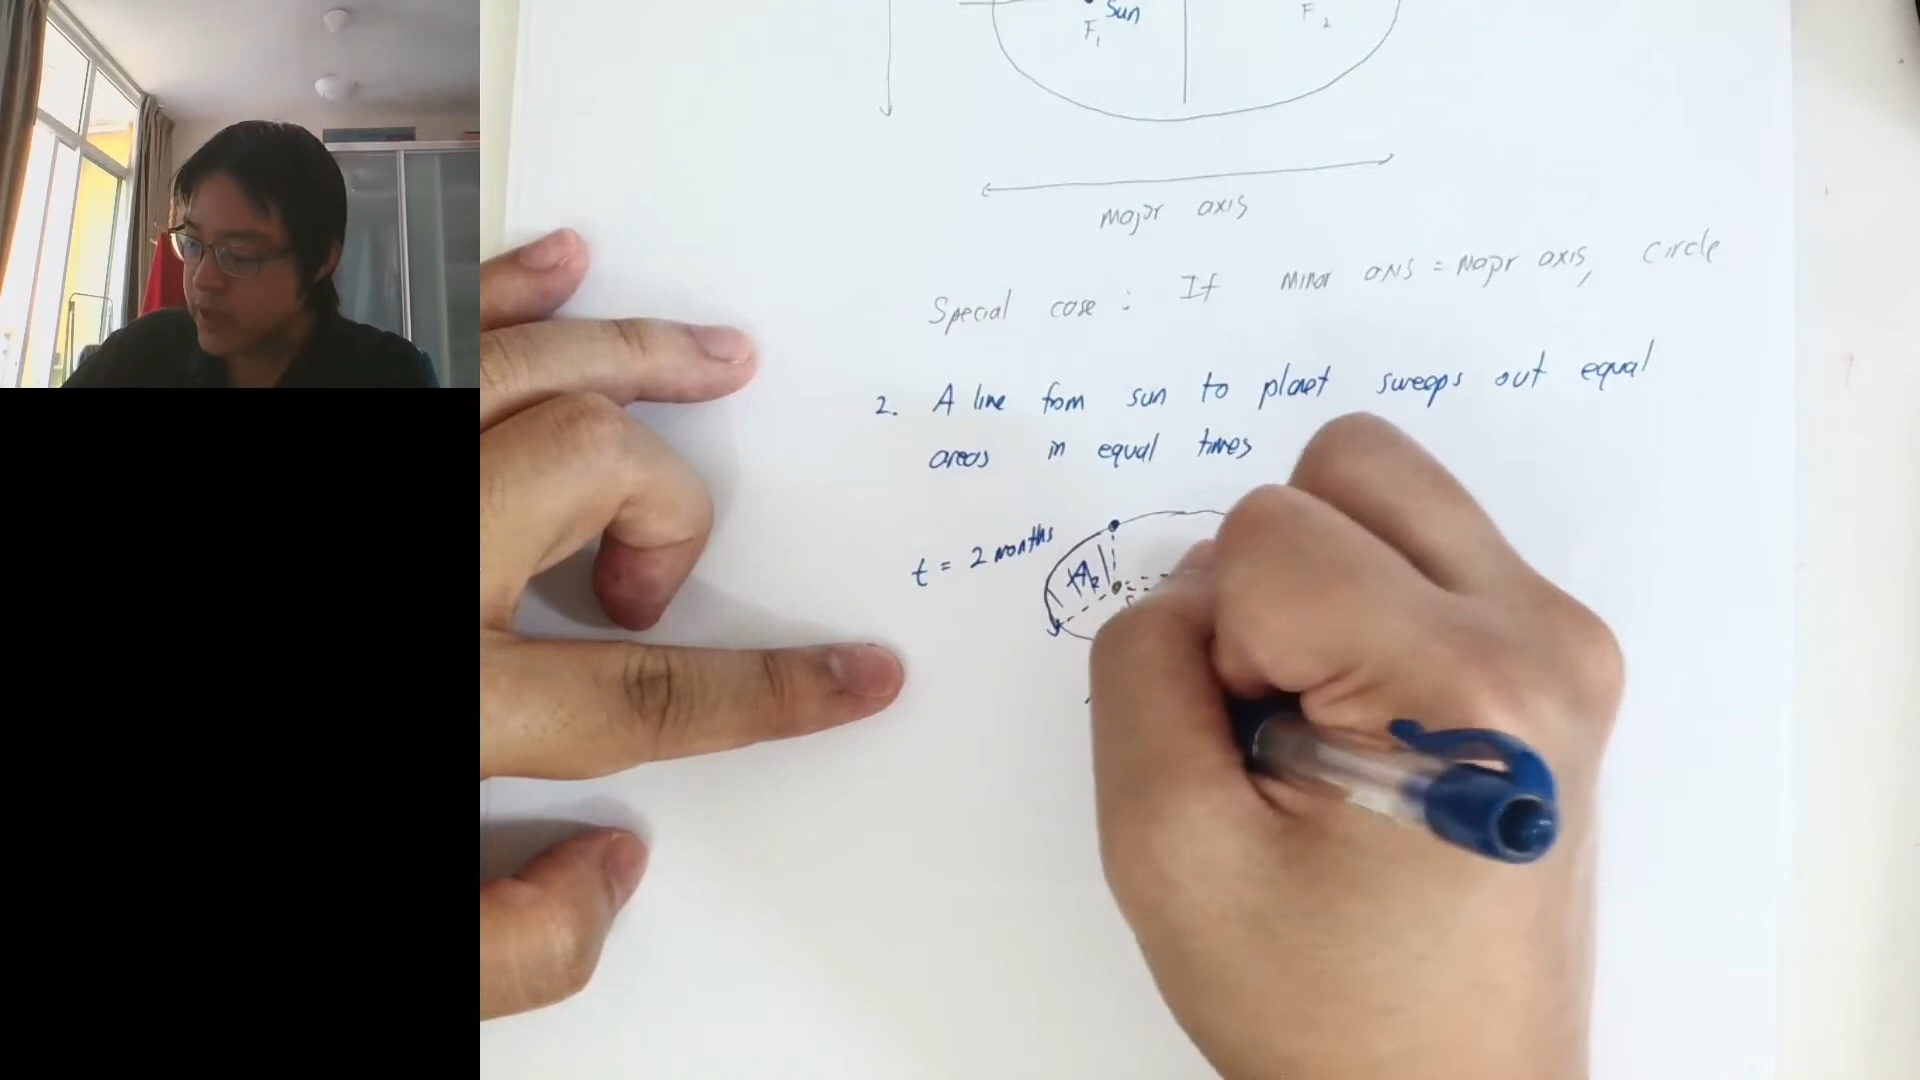 Sun
F1
F2
Major axis
Special case : If minor axis = major axis, circle
2. A line from sun to planet sweeps out equal
areas in equal times
t = 2 months
A2